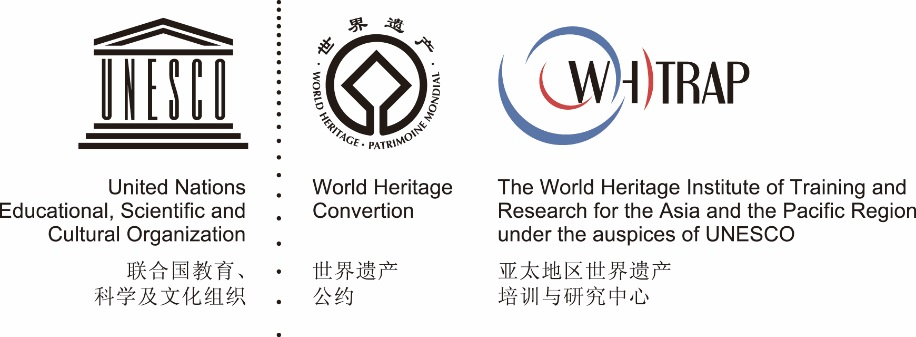 UNESCO
United Nations
Educational, Scientific and
Cultural Organization
联合国教育、
科学及文化组织
世界遗产
· WORLD HERITAGE · PATRIMOINE MONDIAL ·
World Heritage
Convertion
世界遗产
公约
WHITRAP
The World Heritage Institute of Training and
Research for the Asia and the Pacific Region
under the auspices of UNESCO
亚太地区世界遗产
培训与研究中心